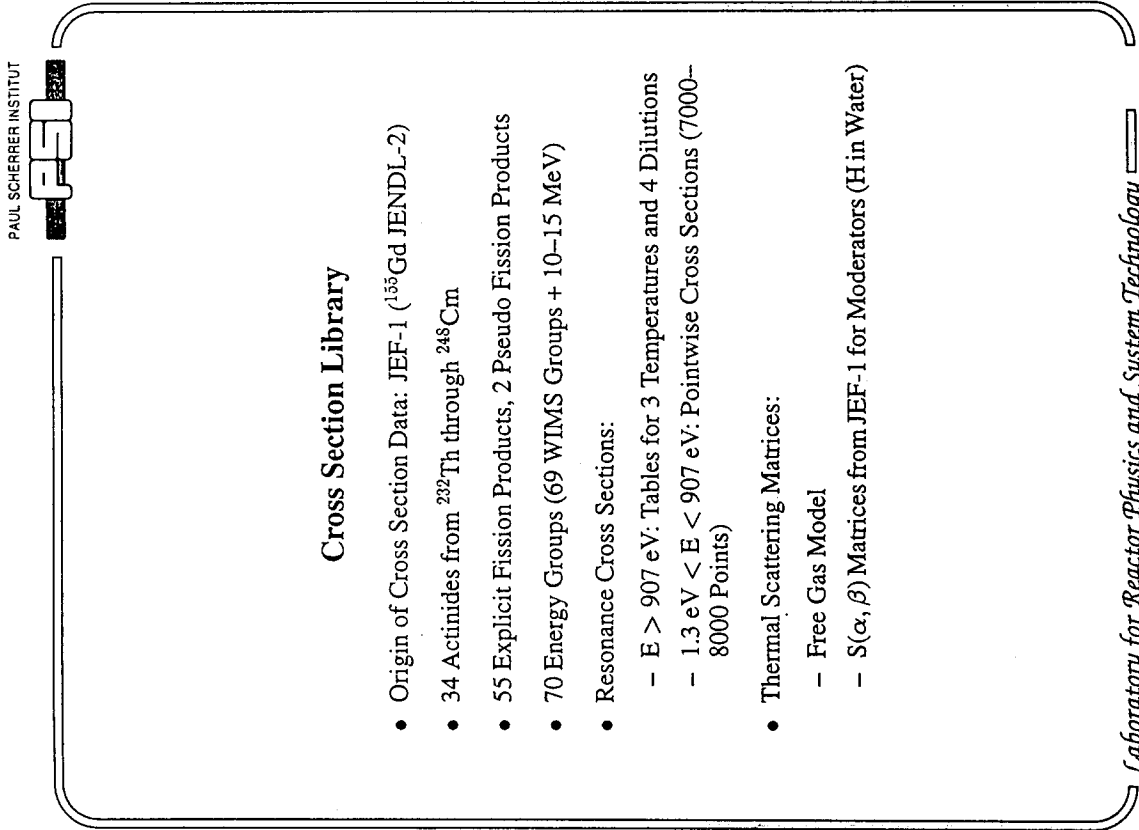 PAUL SCHERRER INSTITUT
PSI
Cross Section Library
• Origin of Cross Section Data: JEF-1 (¹⁵⁵Gd JENDL-2)
• 34 Actinides from ²³²Th through ²⁴⁸Cm
• 55 Explicit Fission Products, 2 Pseudo Fission Products
• 70 Energy Groups (69 WIMS Groups + 10–15 MeV)
• Resonance Cross Sections:
– E > 907 eV: Tables for 3 Temperatures and 4 Dilutions
– 1.3 eV < E < 907 eV: Pointwise Cross Sections (7000–
8000 Points)
• Thermal Scattering Matrices:
– Free Gas Model
– S(α, β) Matrices from JEF-1 for Moderators (H in Water)
Laboratory for Reactor Physics and System Technology